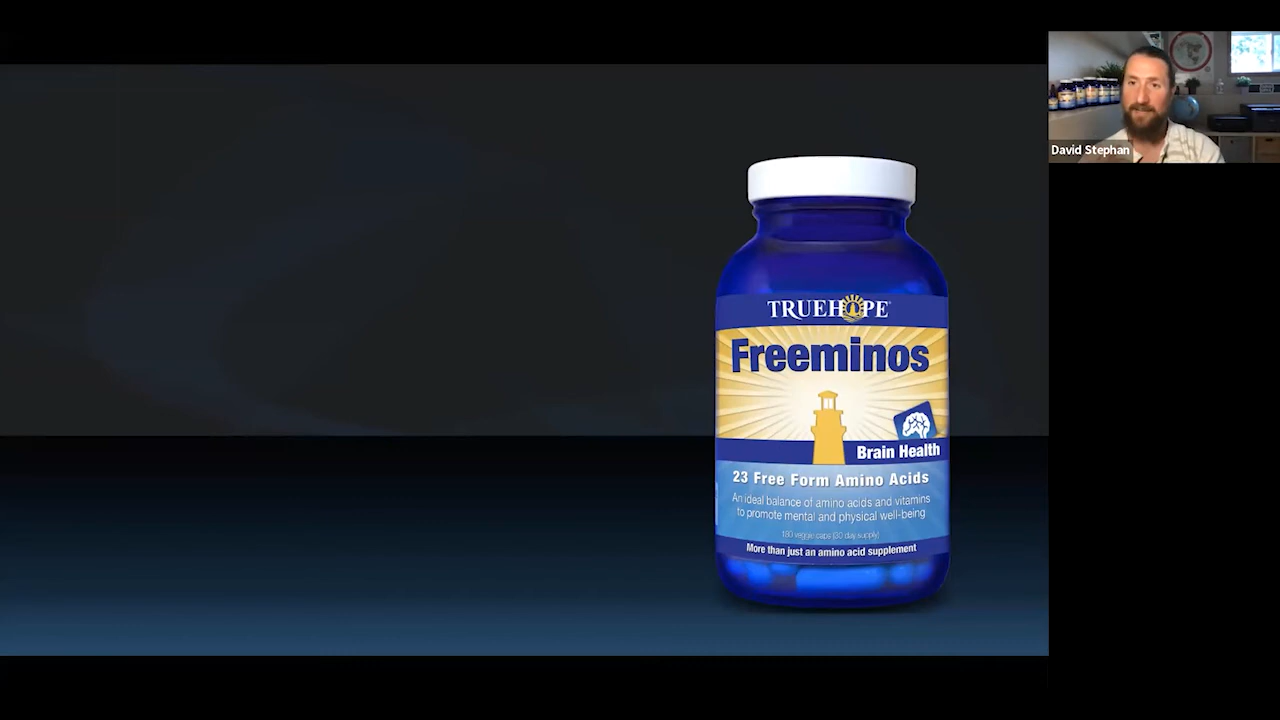 David Stephan
TRUEHOPE®
Freeminos
Brain Health
23 Free Form Amino Acids
An ideal balance of amino acids and vitamins
to promote mental and physical well-being
180 veggie caps (30 day supply)
More than just an amino acid supplement